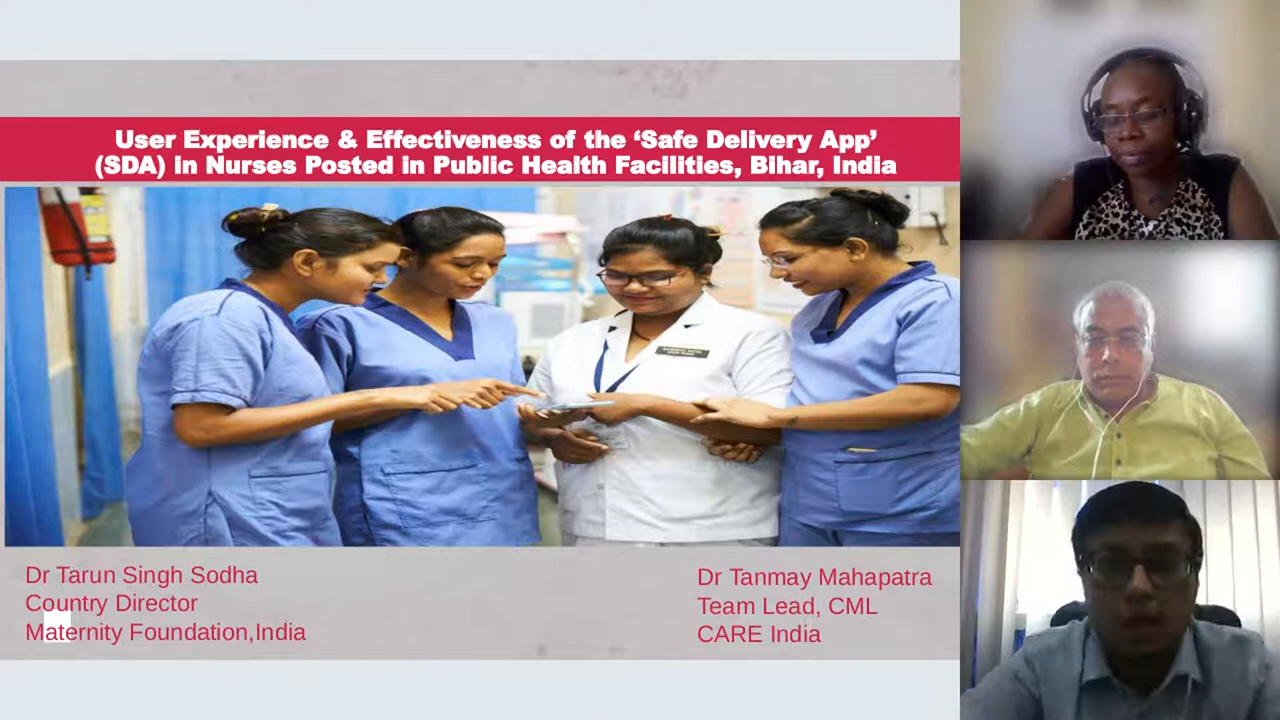 User Experience & Effectiveness of the ‘Safe Delivery App’
(SDA) in Nurses Posted in Public Health Facilities, Bihar, India
Dr Tarun Singh Sodha
Country Director
Maternity Foundation,India
Dr Tanmay Mahapatra
Team Lead, CML
CARE India